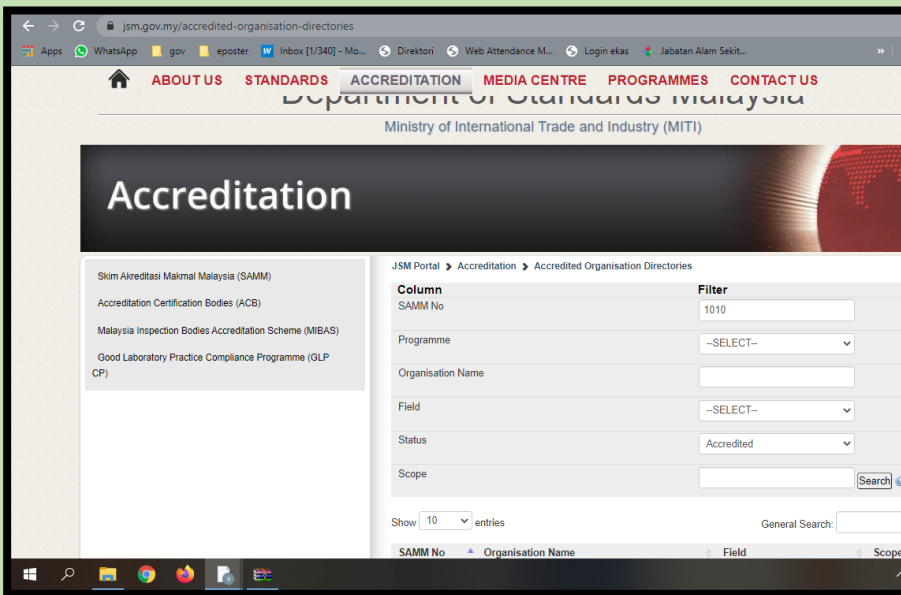 jsm.gov.my/accredited-organisation-directories
Apps WhatsApp gov eposter Inbox [1/340] - Mo... Direktori Web Attendance M... Login ekas Jabatan Alam Sekit... »
ABOUT US STANDARDS ACCREDITATION MEDIA CENTRE PROGRAMMES CONTACT US
Department of Standards Malaysia
Ministry of International Trade and Industry (MITI)
Accreditation
Skim Akreditasi Makmal Malaysia (SAMM)
Accreditation Certification Bodies (ACB)
Malaysia Inspection Bodies Accreditation Scheme (MIBAS)
Good Laboratory Practice Compliance Programme (GLP
CP)
JSM Portal > Accreditation > Accredited Organisation Directories
Column Filter
SAMM No 1010
Programme --SELECT--
Organisation Name
Field --SELECT--
Status Accredited
Scope Search
Show 10 entries General Search:
SAMM No Organisation Name Field Scope